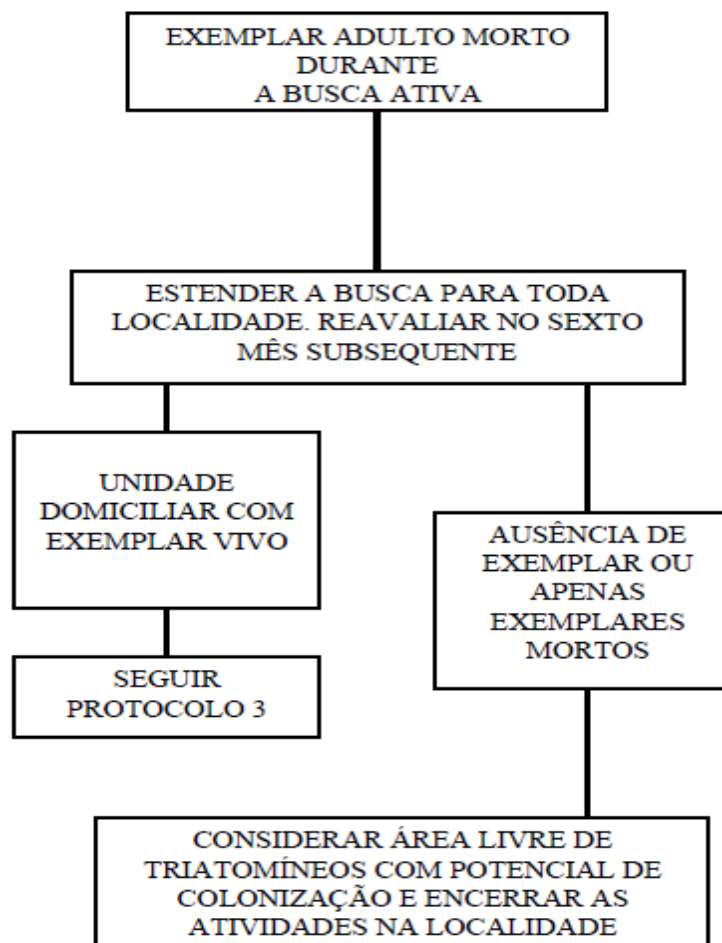 EXEMPLAR ADULTO MORTO
DURANTE
A BUSCA ATIVA
ESTENDER A BUSCA PARA TODA
LOCALIDADE. REAVALIAR NO SEXTO
MÊS SUBSEQUENTE
UNIDADE
DOMICILIAR COM
EXEMPLAR VIVO
AUSÊNCIA DE
EXEMPLAR OU
APENAS
EXEMPLARES
MORTOS
SEGUIR
PROTOCOLO 3
CONSIDERAR ÁREA LIVRE DE
TRIATOMÍNEOS COM POTENCIAL DE
COLONIZAÇÃO E ENCERRAR AS
ATIVIDADES NA LOCALIDADE